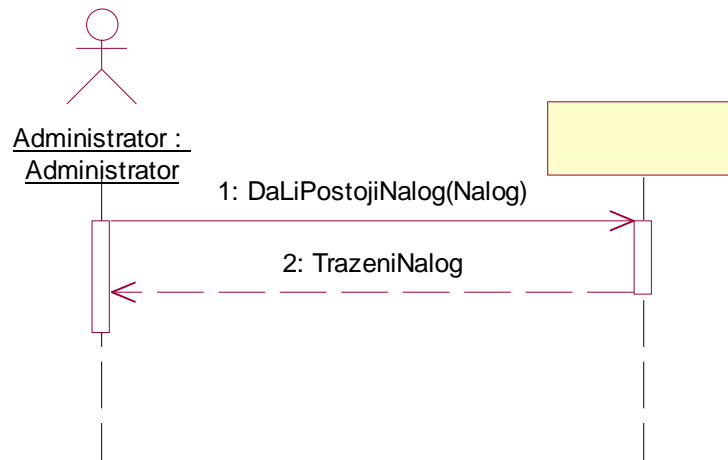 Administrator :
Administrator
1: DaLiPostojiNalog(Nalog)
2: TrazeniNalog